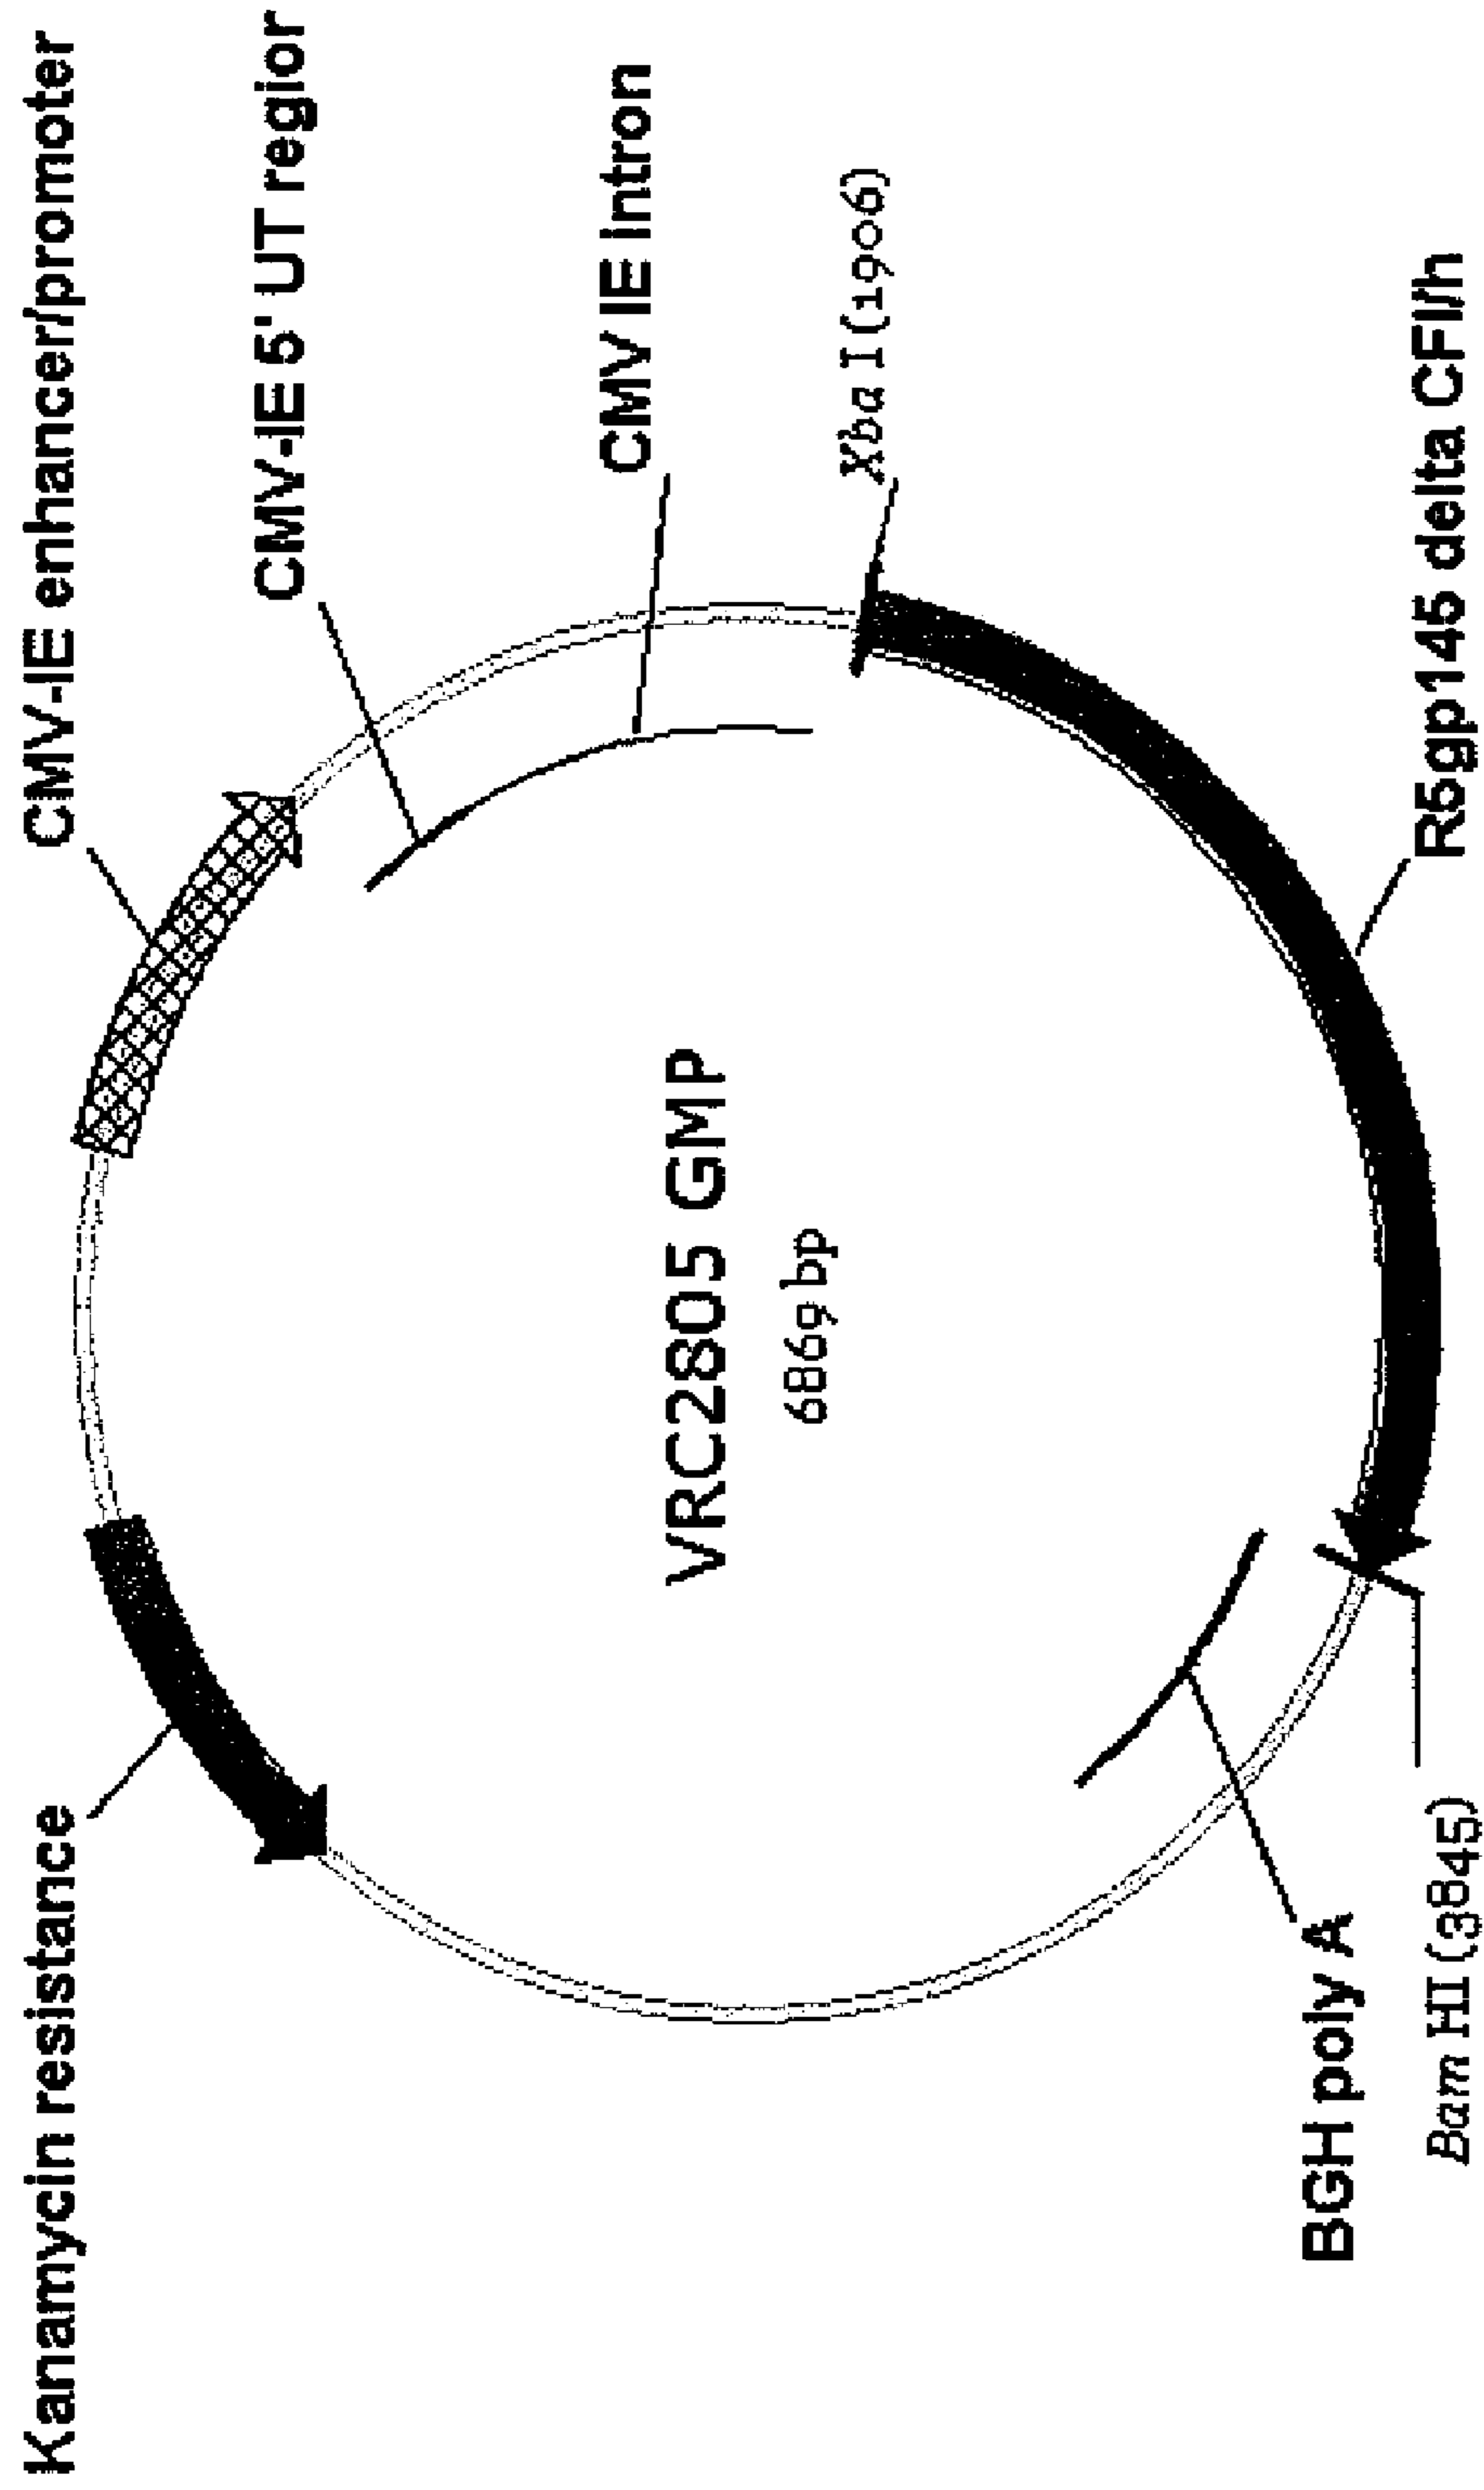 Kanamycin resistance
CMV-IE enhancer/promoter
CMV-IE 5' UT region
CMV IE Intron
VRC2805 GMP
6869 bp
Xba I (1906)
BGH poly A
Bam HI (3845)
R5gp145 delta CFI/h